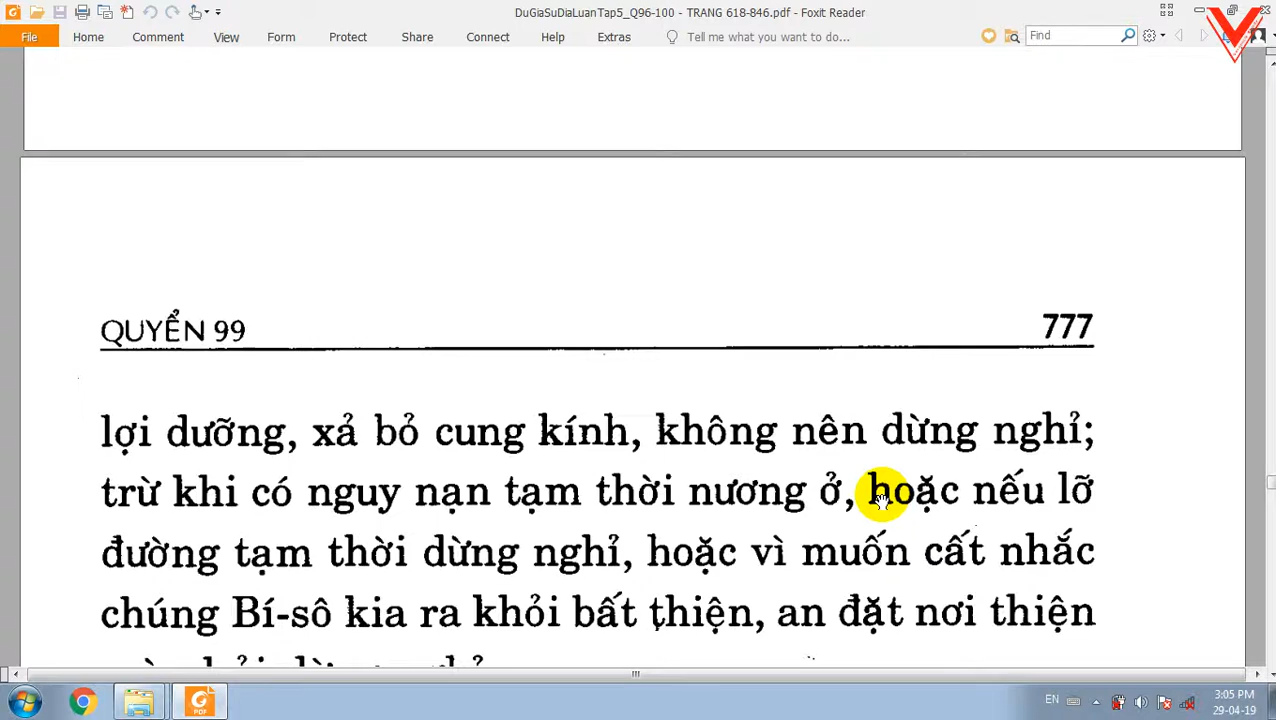 DuGiaSuDiaLuanTap5_Q96-100 - TRANG 618-846.pdf - Foxit Reader
File Home Comment View Form Protect Share Connect Help Extras Tell me what you want to do... Find
QUYỂN 99 777
lợi dưỡng, xả bỏ cung kính, không nên dừng nghỉ;
trừ khi có nguy nạn tạm thời nương ở, hoặc nếu lỡ
đường tạm thời dừng nghỉ, hoặc vì muốn cất nhắc
chúng Bí-sô kia ra khỏi bất thiện, an đặt nơi thiện
PDF
EN 3:05 PM
29-04-19